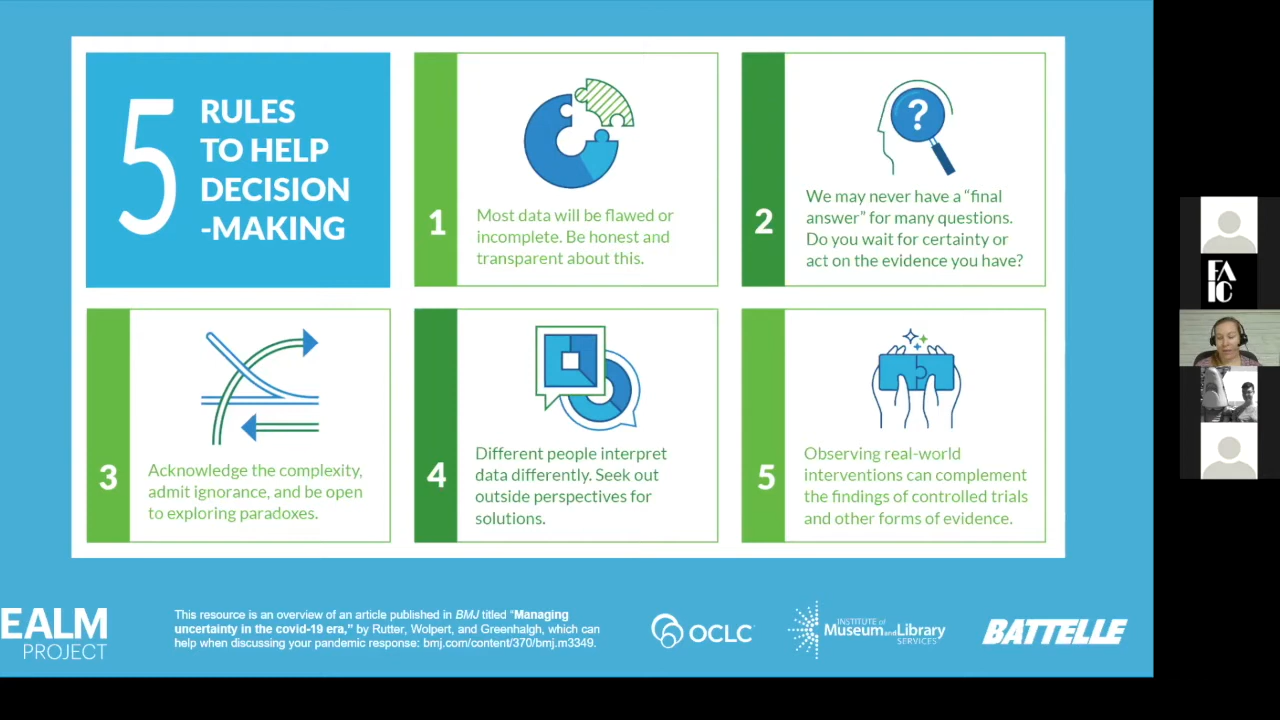 5
RULES
TO HELP
DECISION
-MAKING
1
Most data will be flawed or
incomplete. Be honest and
transparent about this.
2
?
We may never have a “final
answer” for many questions.
Do you wait for certainty or
act on the evidence you have?
3
Acknowledge the complexity,
admit ignorance, and be open
to exploring paradoxes.
4
Different people interpret
data differently. Seek out
outside perspectives for
solutions.
5
Observing real-world
interventions can complement
the findings of controlled trials
and other forms of evidence.
EALM
PROJECT
This resource is an overview of an article published in BMJ titled “Managing
uncertainty in the covid-19 era,” by Rutter, Wolpert, and Greenhalgh, which can
help when discussing your pandemic response: bmj.com/content/370/bmj.m3349.
OCLC
INSTITUTE of
Museum and Library
SERVICES
BATTELLE
FA
IC